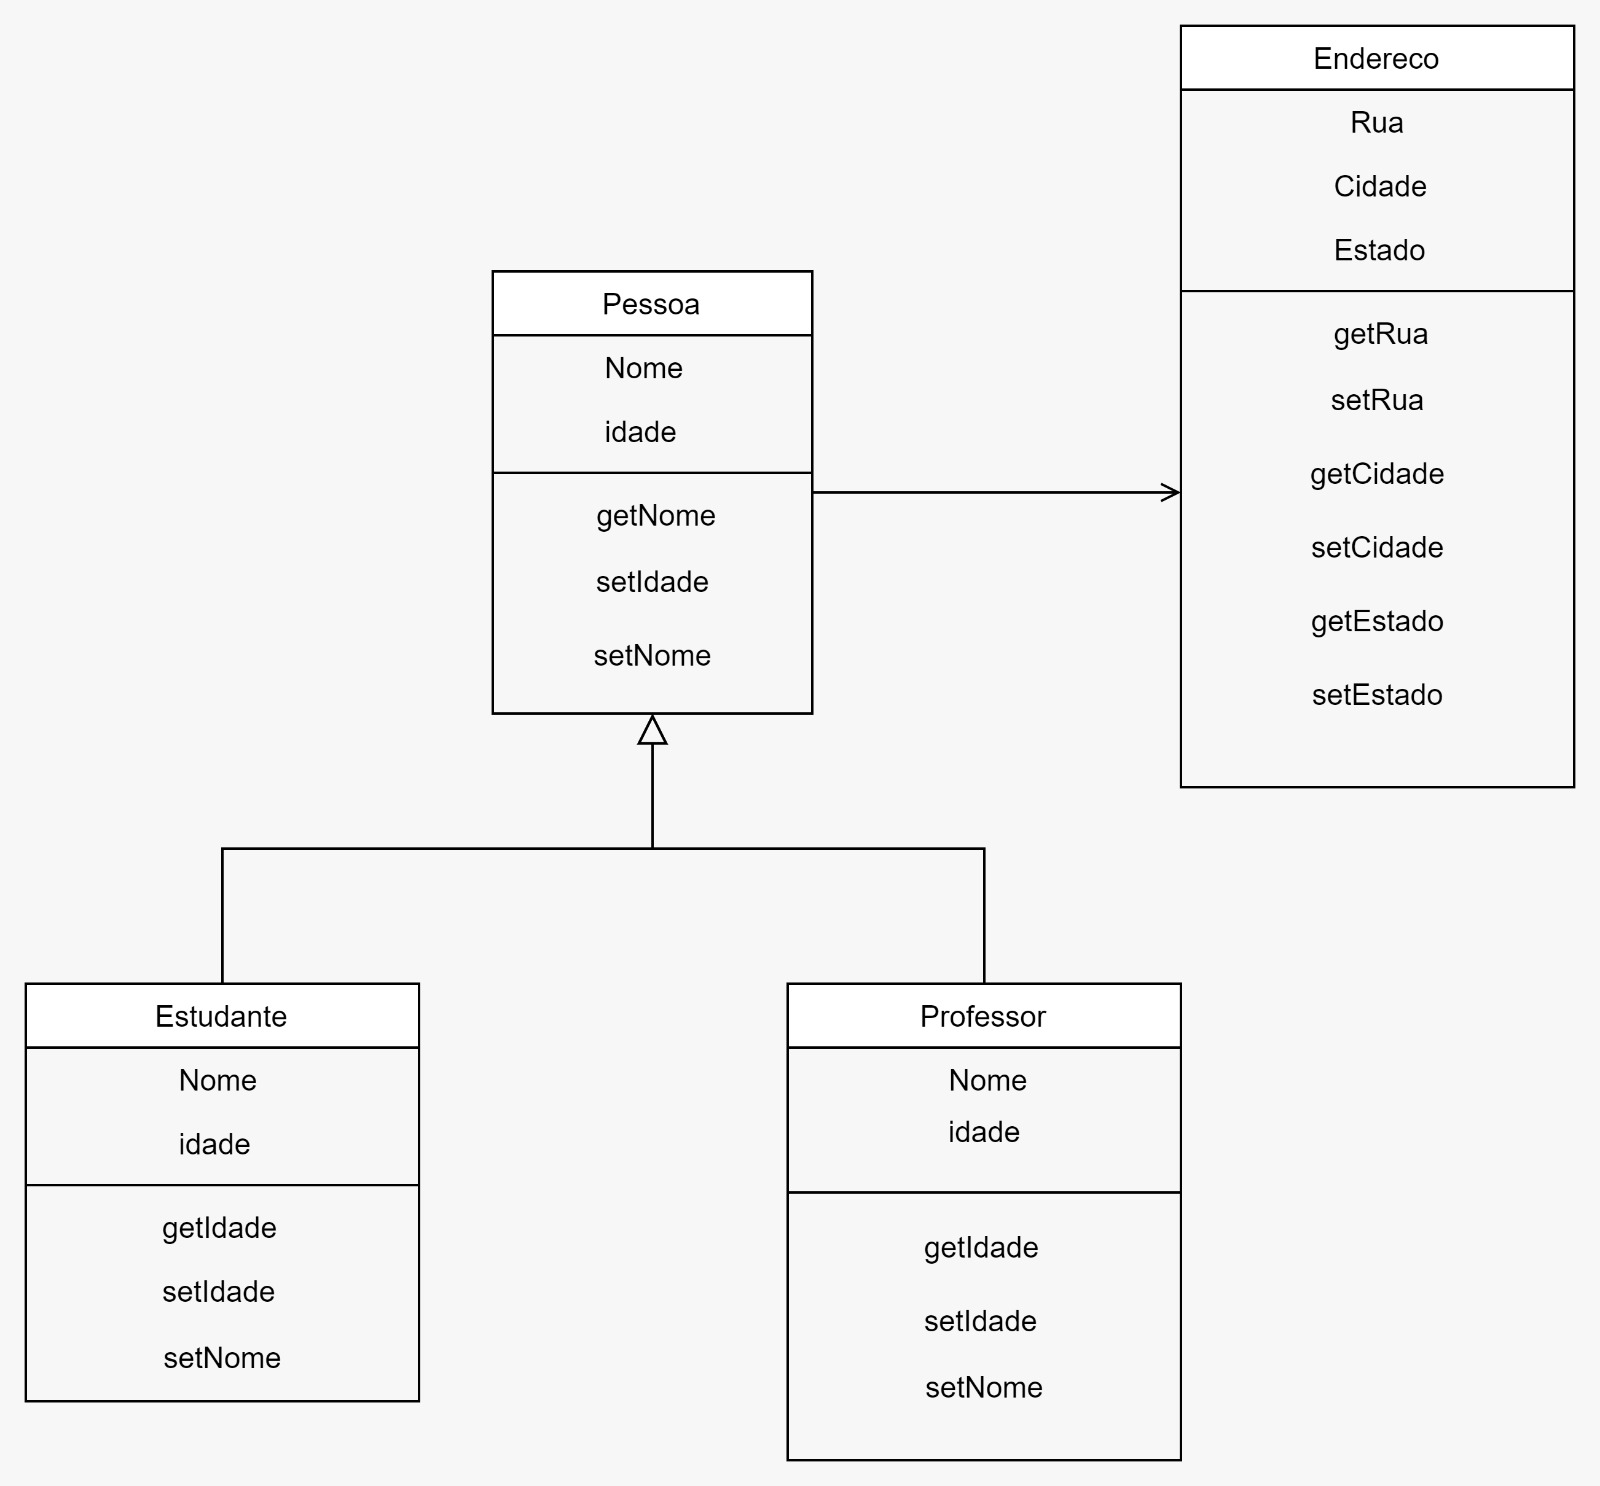 Endereco
Rua
Cidade
Estado
getRua
setRua
getCidade
setCidade
getEstado
setEstado
Pessoa
Nome
idade
getNome
setIdade
setNome
Estudante
Nome
idade
getIdade
setIdade
setNome
Professor
Nome
idade
getIdade
setIdade
setNome